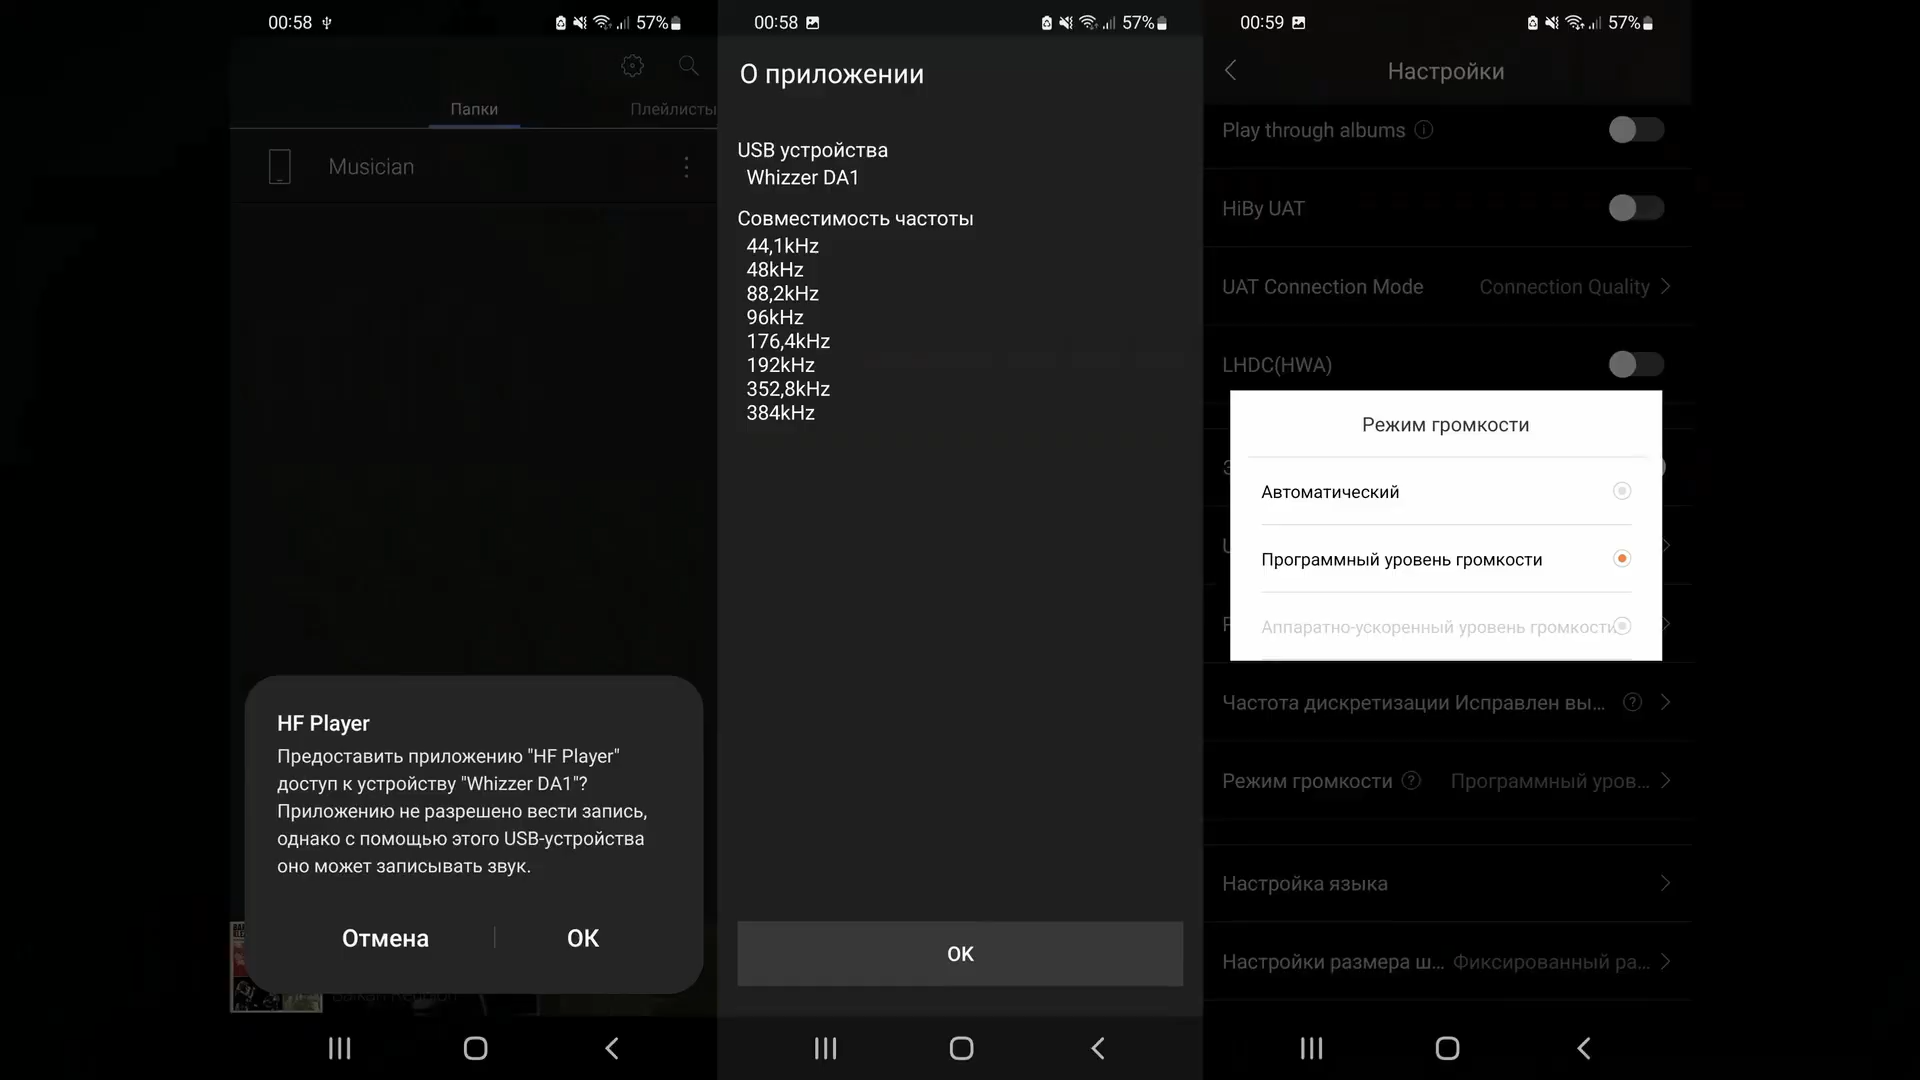 00:58
57%
Папки
Плейлисты
Musician
HF Player
Предоставить приложению "HF Player"
доступ к устройству "Whizzer DA1"?
Приложению не разрешено вести запись,
однако с помощью этого USB-устройства
оно может записывать звук.
Отмена
ОК
00:58
57%
О приложении
USB устройства
Whizzer DA1
Совместимость частоты
44,1kHz
48kHz
88,2kHz
96kHz
176,4kHz
192kHz
352,8kHz
384kHz
OK
00:59
57%
Настройки
Play through albums
HiBy UAT
UAT Connection Mode Connection Quality
LHDC(HWA)
Режим громкости
Автоматический
Программный уровень громкости
Аппаратно-ускоренный уровень громкости
Частота дискретизации Исправлен вы...
Режим громкости Программный уров...
Настройка языка
Настройки размера ш... Фиксированный ра...